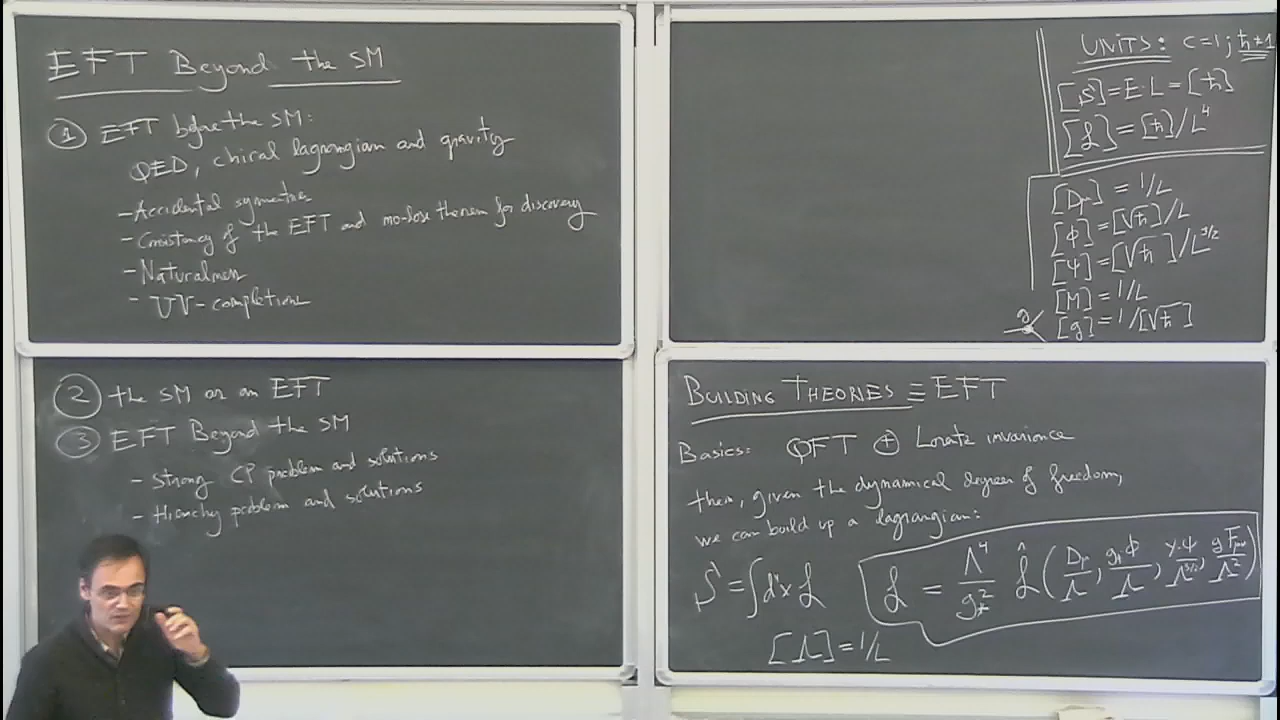 EFT Beyond the SM
① EFT before the SM:
QED, chiral lagrangian and gravity
- Accidental symmetries
- Consistency of the EFT and no-lose theorem for discovery
- Naturalness
- UV-completions
② the SM as an EFT
③ EFT Beyond the SM
- Strong CP problem and solutions
- Hierarchy problem and solutions
UNITS: c=1; ħ≠1
[S]=E·L=[ħ]
[ℒ]=[ħ]/L⁴
[Dμ]=1/L
[ϕ]=[√ħ]/L
[ψ]=[√ħ]/L^{3/2}
[M]=1/L
g [g]=1/[√ħ]
BUILDING THEORIES ≡ EFT
Basics: QFT ⊕ Lorentz invariance
then, given the dynamical degrees of freedom,
we can build up a lagrangian:
S=∫d⁴x ℒ ℒ = Λ⁴/g*² ℒ̂(Dμ/Λ, g*ϕ/Λ, g*ψ/Λ^{3/2}, gFμν/Λ²)
[Λ]=1/L